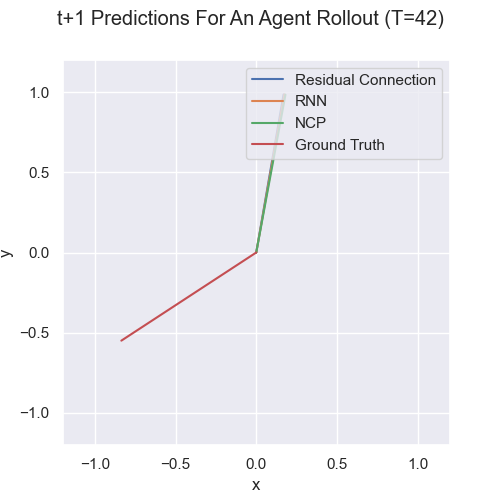 t+1 Predictions For An Agent Rollout (T=42)
Residual Connection
RNN
NCP
Ground Truth
1.0
0.5
0.0
−0.5
−1.0
y
−1.0 −0.5 0.0 0.5 1.0
x